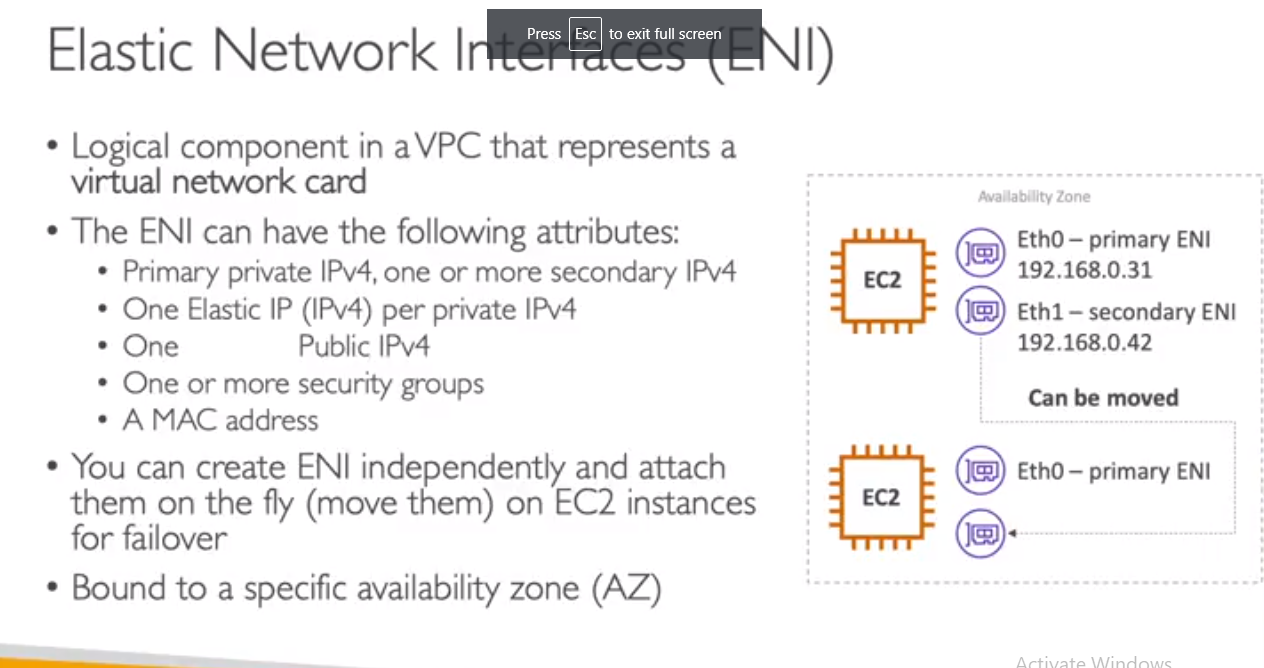 Elastic Network Interfaces (ENI)
Press Esc to exit full screen
• Logical component in a VPC that represents a
virtual network card
• The ENI can have the following attributes:
• Primary private IPv4, one or more secondary IPv4
• One Elastic IP (IPv4) per private IPv4
• One Public IPv4
• One or more security groups
• A MAC address
• You can create ENI independently and attach
them on the fly (move them) on EC2 instances
for failover
• Bound to a specific availability zone (AZ)
Availability Zone
EC2
Eth0 – primary ENI
192.168.0.31
Eth1 – secondary ENI
192.168.0.42
Can be moved
EC2
Eth0 – primary ENI
Activate Windows